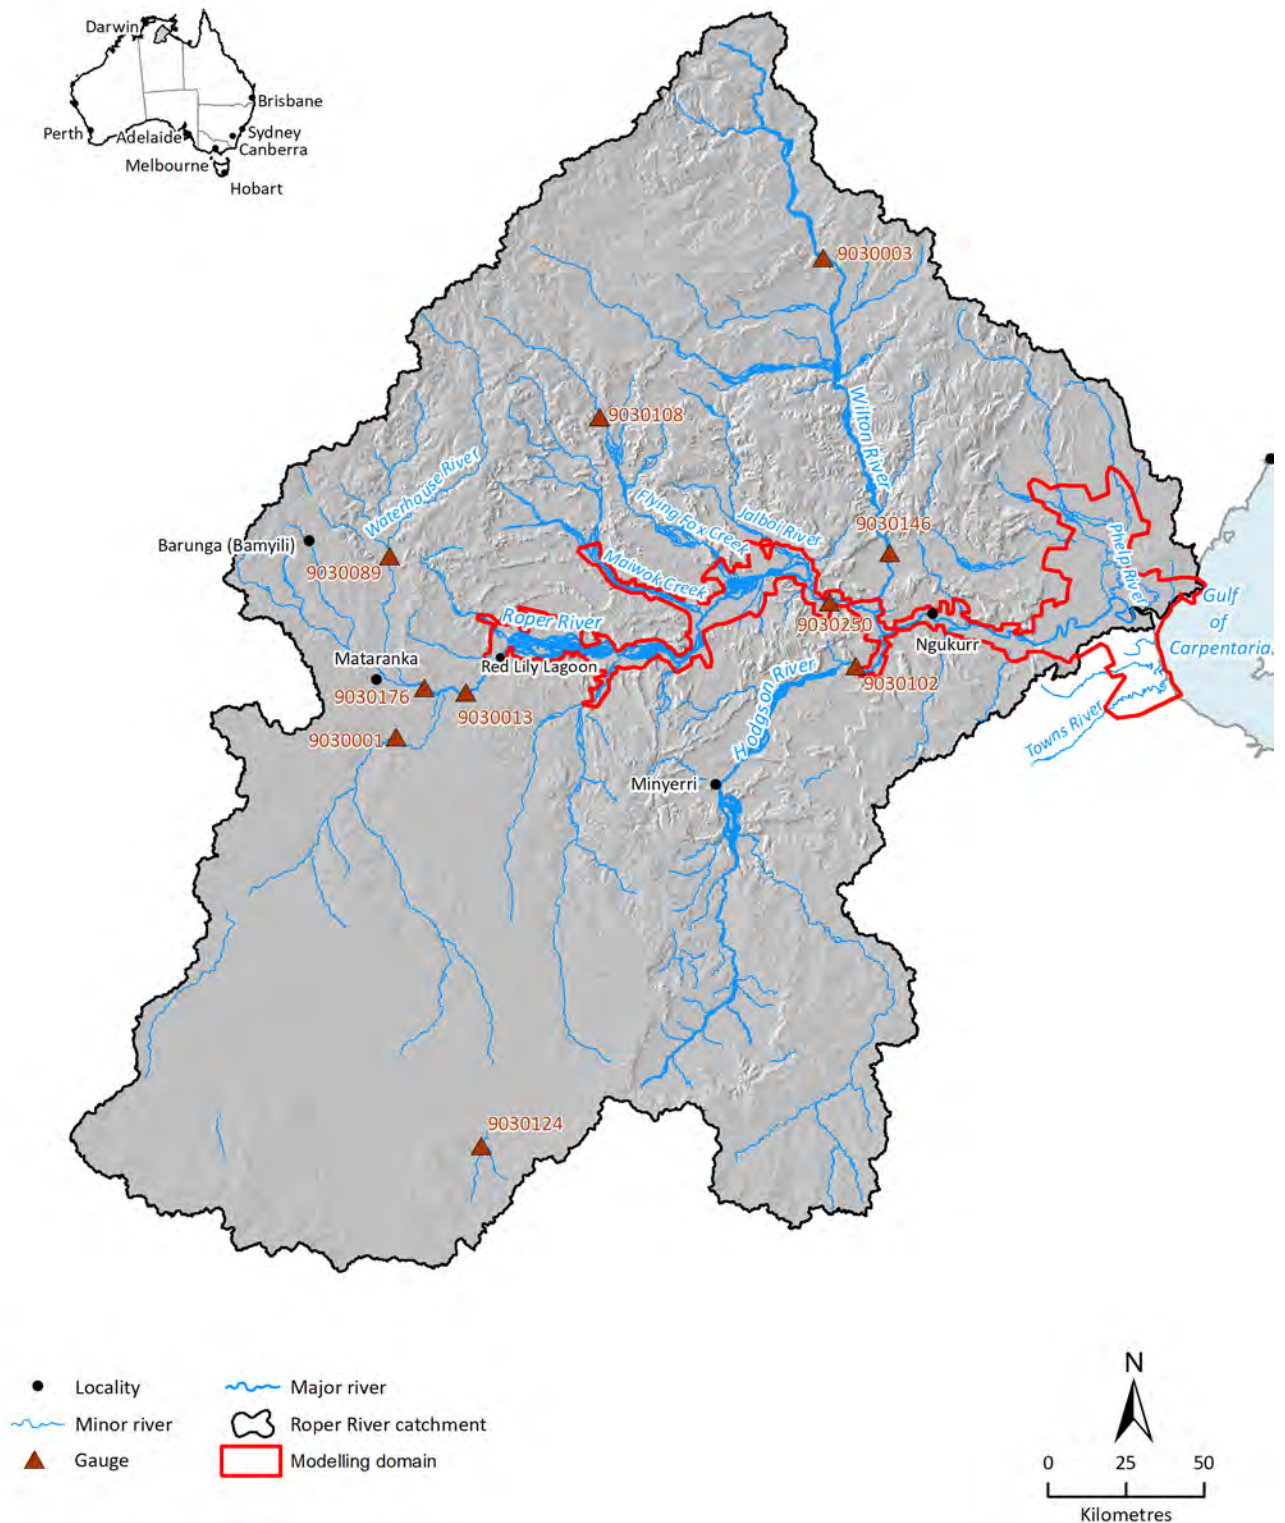 Darwin
Brisbane
Perth
Adelaide
Sydney
Canberra
Melbourne
Hobart
9030003
9030108
Wilton River
Waterhouse River
Flying Fox Creek
Jalboi River
9030146
Barunga (Bamyili)
9030089
Maiwok Creek
Phelp River
Gulf
of
Carpentaria
Roper River
9030250
Ngukurr
Mataranka
Red Lily Lagoon
9030176
9030013
9030102
Hodgson River
9030001
Towns River
Minyerri
9030124
Locality
Major river
Minor river
Roper River catchment
Gauge
Modelling domain
N
0 25 50
Kilometres